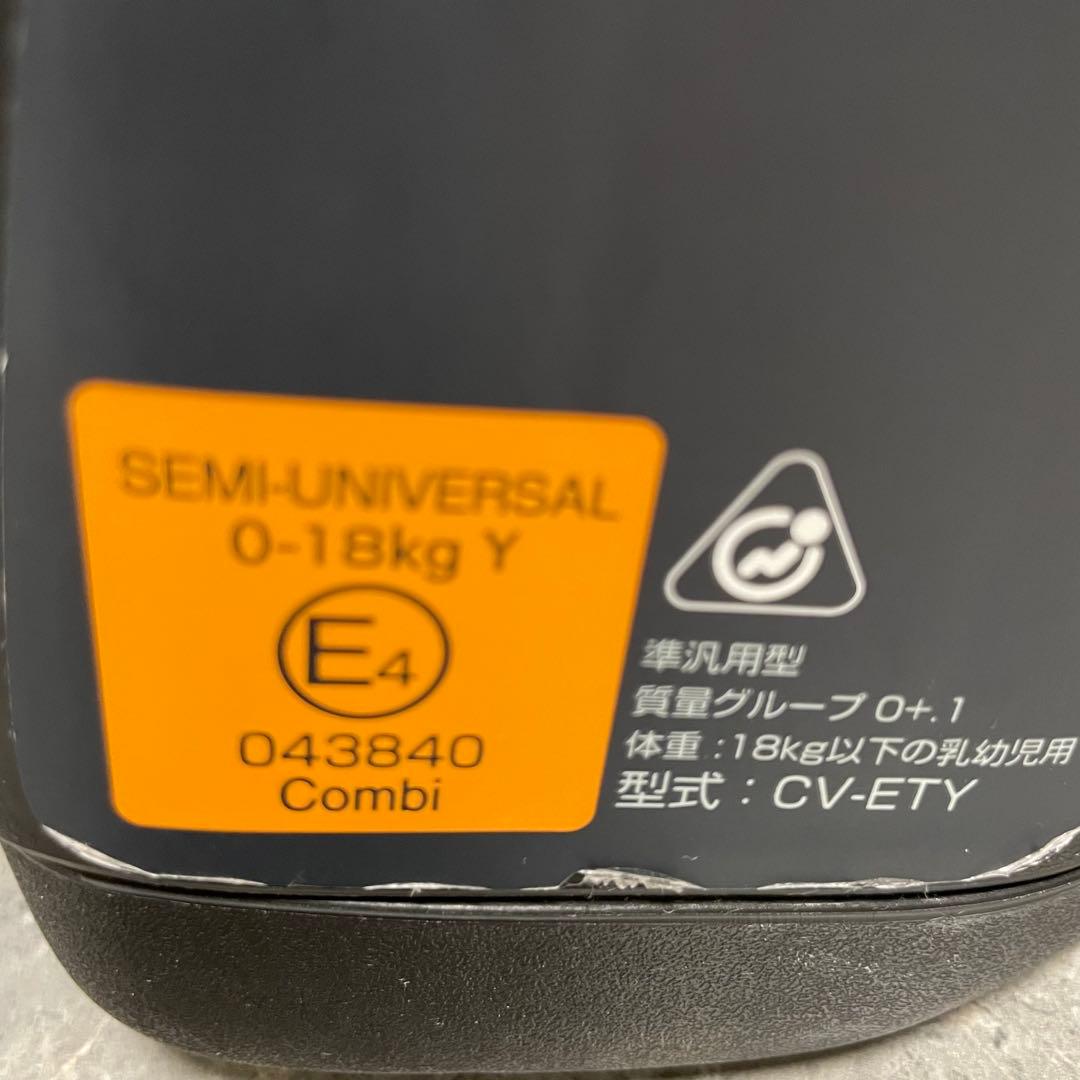 SEMI-UNIVERSAL
0-18kg Y
E4
043840
Combi
準汎用型
質量グループ 0+.1
体重:18kg以下の乳幼児用
型式:CV-ETY